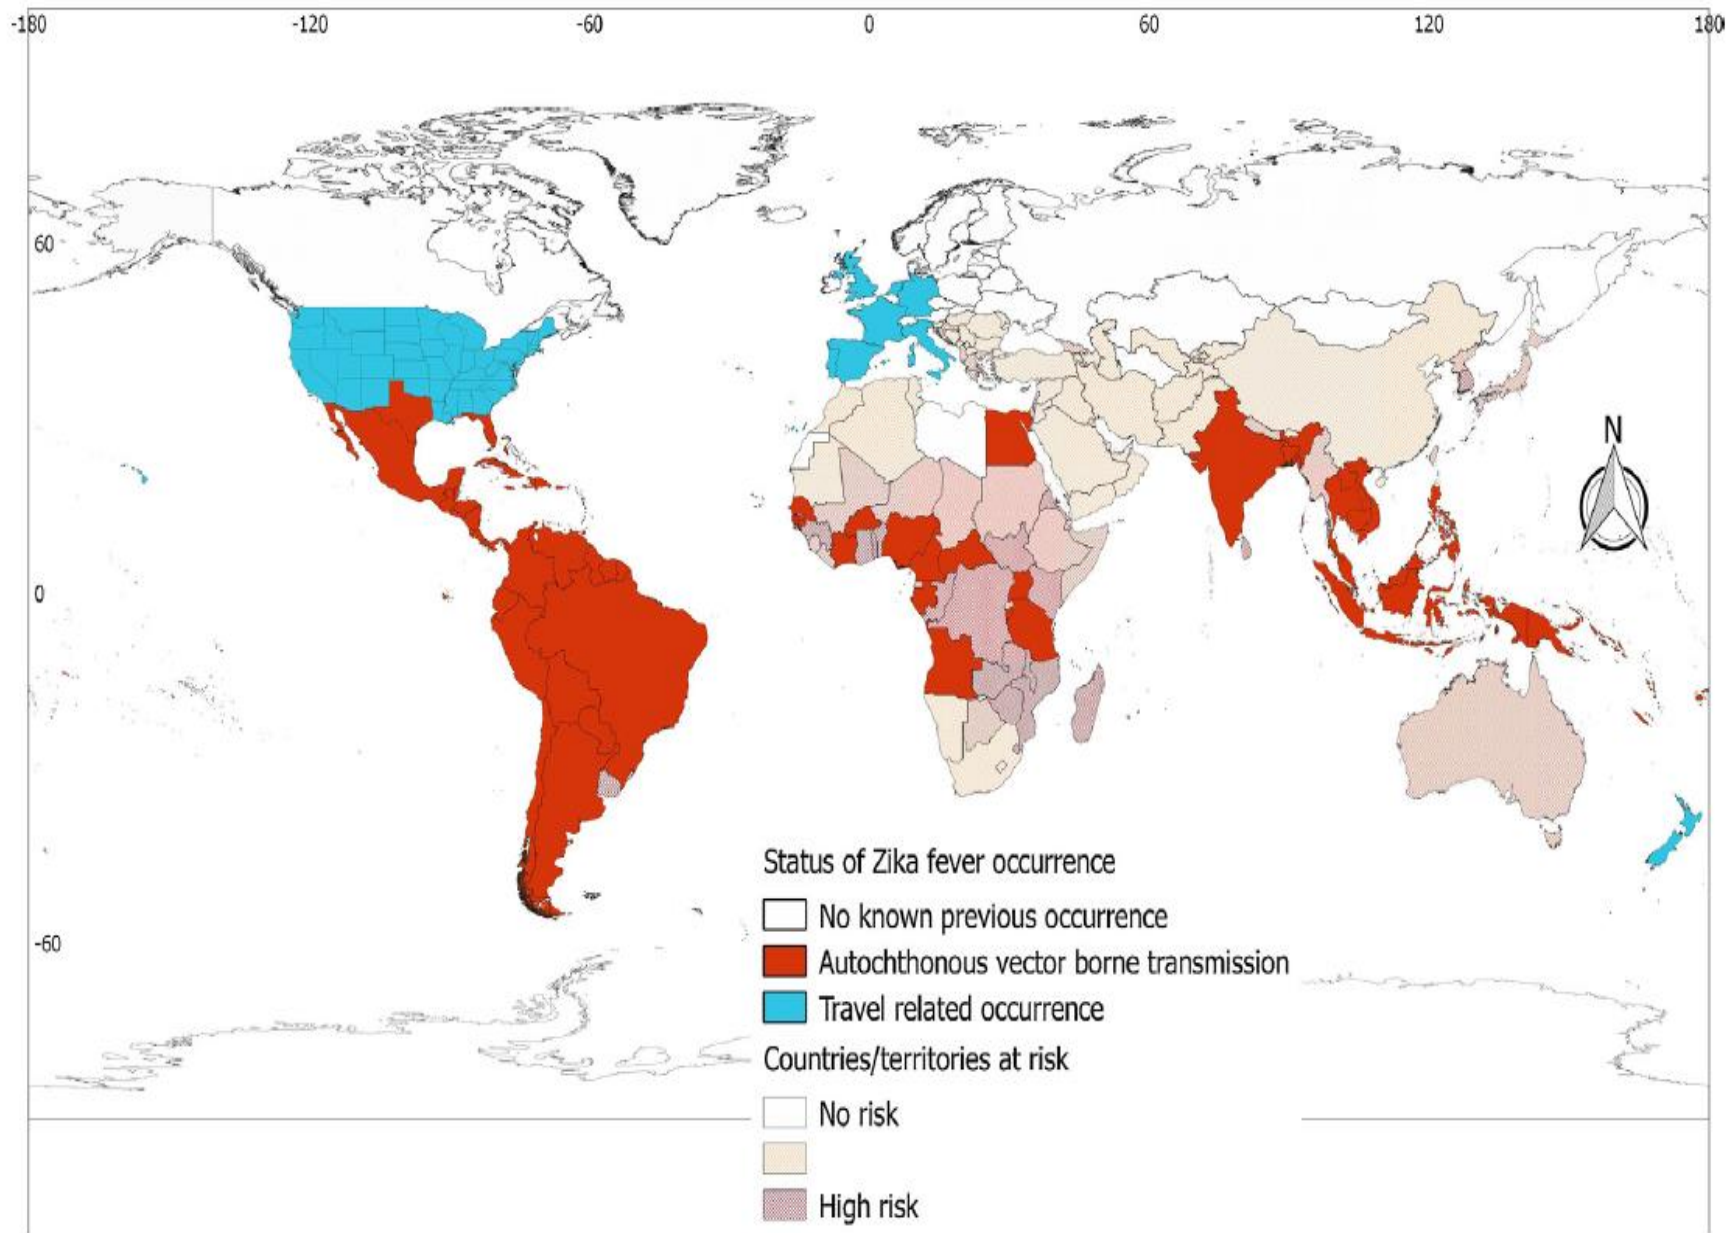 -180 -120 -60 0 60 120 180
60
N
0
-60
Status of Zika fever occurrence
No known previous occurrence
Autochthonous vector borne transmission
Travel related occurrence
Countries/territories at risk
No risk
High risk